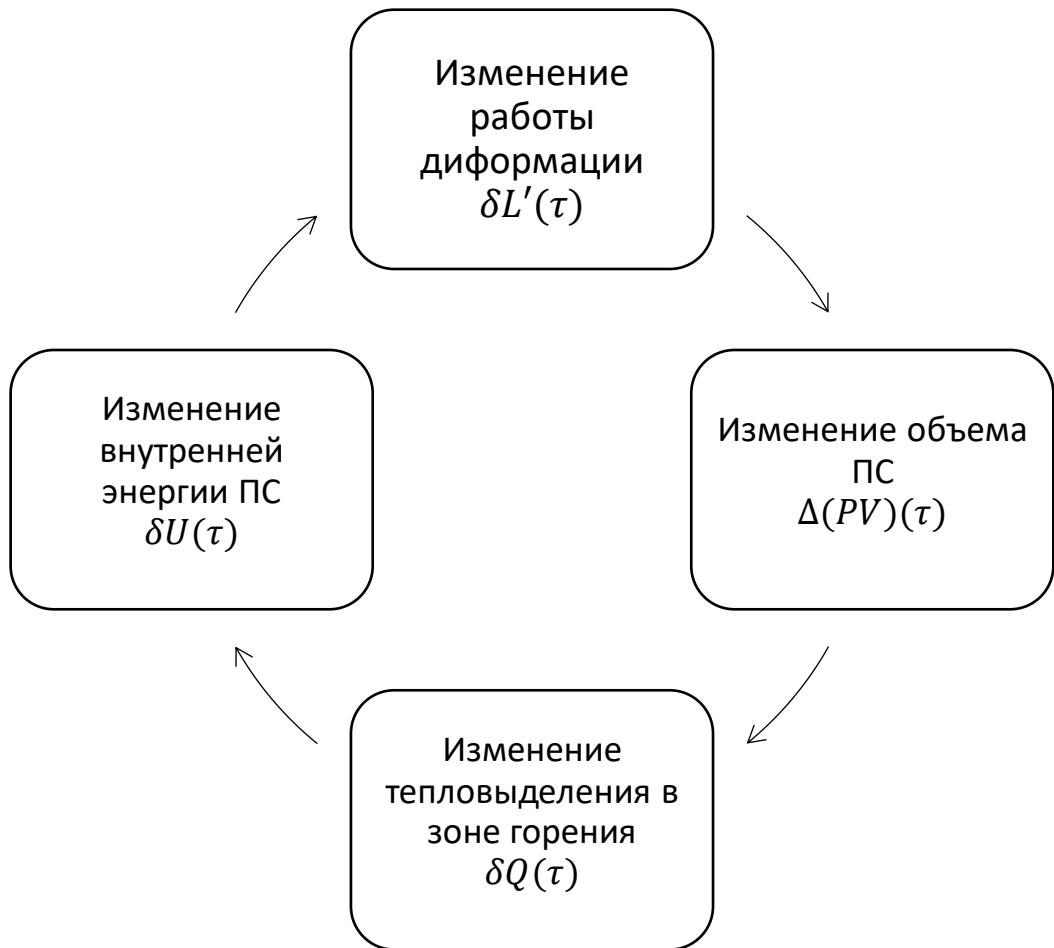 Изменение
работы
диформации
δL′(τ)
Изменение
внутренней
энергии ПС
δU(τ)
Изменение объема
ПС
Δ(PV)(τ)
Изменение
тепловыделения в
зоне горения
δQ(τ)